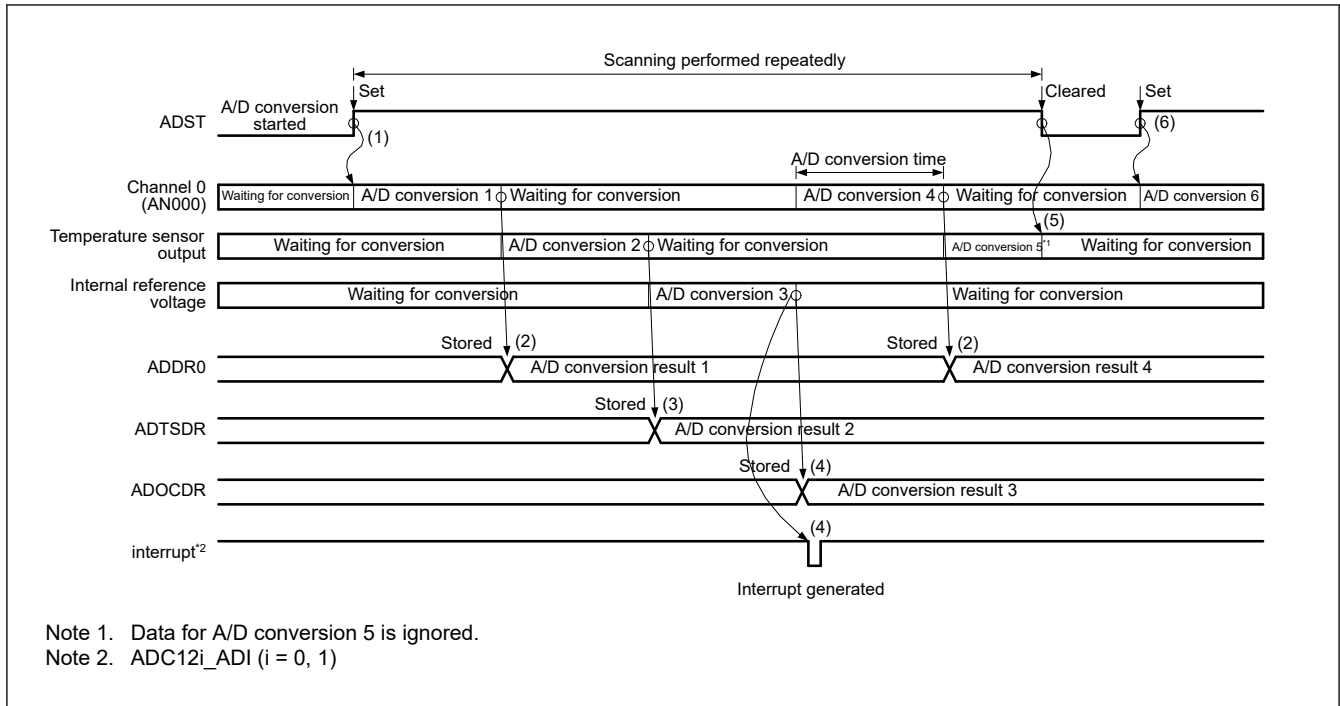 Scanning performed repeatedly
Set
Cleared
Set
A/D conversion
started
ADST
(1)
(6)
A/D conversion time
Channel 0
(AN000)
Waiting for conversion
A/D conversion 1
Waiting for conversion
A/D conversion 4
Waiting for conversion
A/D conversion 6
(5)
Temperature sensor
output
Waiting for conversion
A/D conversion 2
Waiting for conversion
A/D conversion 5*1
Waiting for conversion
Internal reference
voltage
Waiting for conversion
A/D conversion 3
Waiting for conversion
Stored
(2)
Stored
(2)
ADDR0
A/D conversion result 1
A/D conversion result 4
Stored
(3)
ADTSDR
A/D conversion result 2
Stored
(4)
ADOCDR
A/D conversion result 3
(4)
interrupt*2
Interrupt generated
Note 1. Data for A/D conversion 5 is ignored.
Note 2. ADC12i_ADI (i = 0, 1)